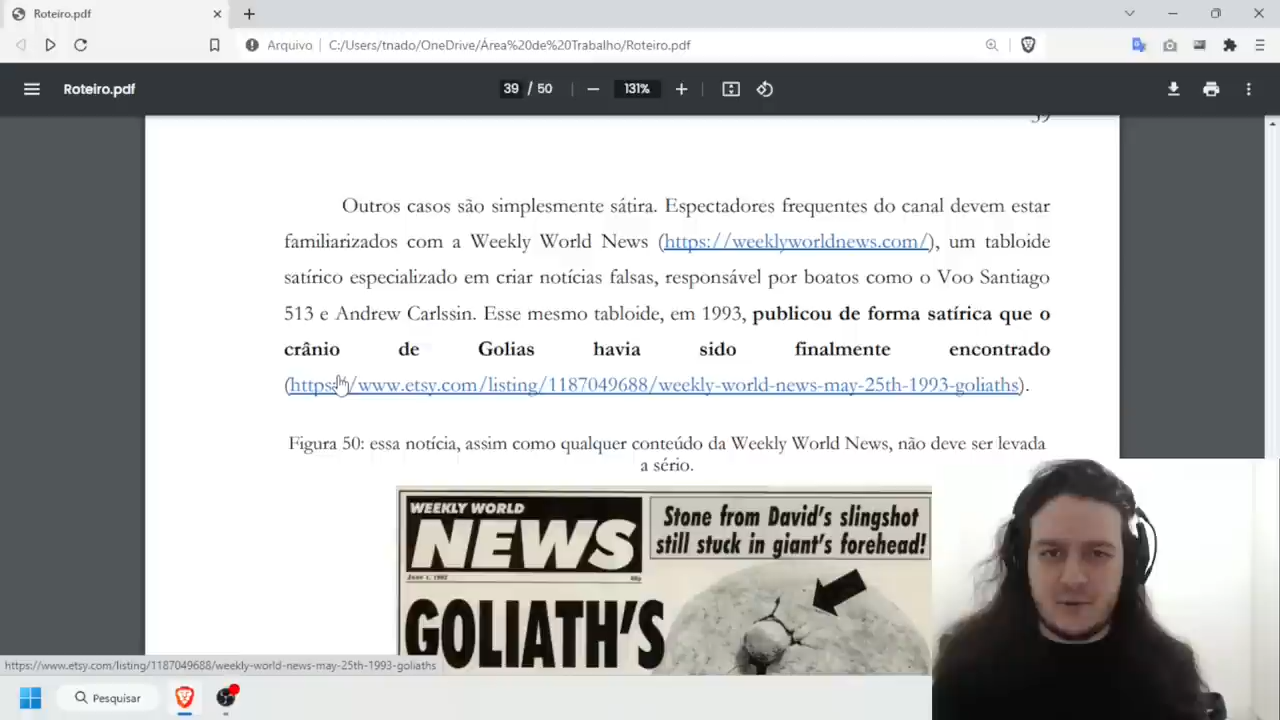 Roteiro.pdf
Arquivo
C:/Users/tnado/OneDrive/Área%20de%20Trabalho/Roteiro.pdf
Roteiro.pdf
39 / 50
131%
39
Outros casos são simplesmente sátira. Espectadores frequentes do canal devem estar
familiarizados com a Weekly World News (https://weeklyworldnews.com/), um tabloide
satírico especializado em criar notícias falsas, responsável por boatos como o Voo Santiago
513 e Andrew Carlssin. Esse mesmo tabloide, em 1993, publicou de forma satírica que o
crânio de Golias havia sido finalmente encontrado
(https://www.etsy.com/listing/1187049688/weekly-world-news-may-25th-1993-goliaths).
Figura 50: essa notícia, assim como qualquer conteúdo da Weekly World News, não deve ser levada
a sério.
WEEKLY WORLD
NEWS
Stone from David's slingshot
still stuck in giant's forehead!
GOLIATH'S
https://www.etsy.com/listing/1187049688/weekly-world-news-may-25th-1993-goliaths
Pesquisar